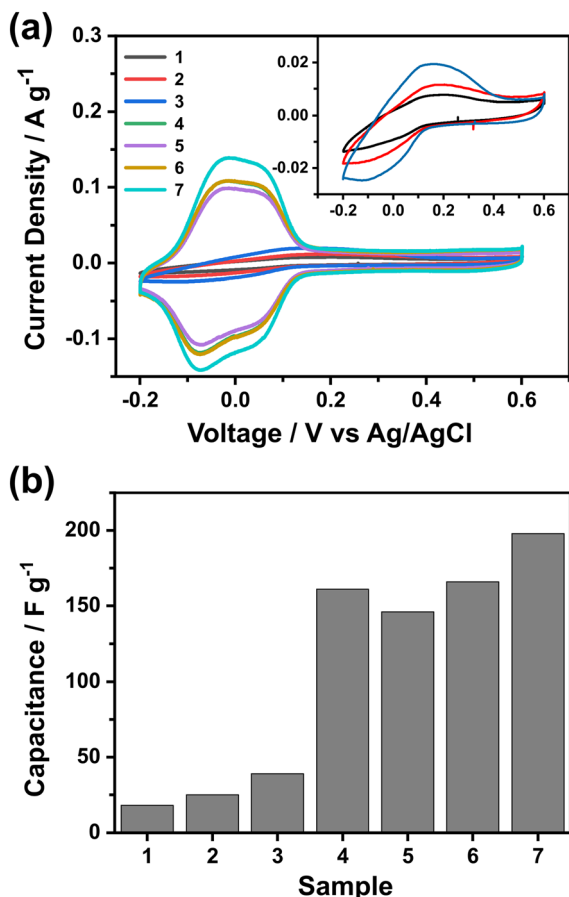 (a)
0.3
0.2
0.1
0.0
-0.1
Current Density / A g⁻¹
1
2
3
4
5
6
7
0.02
0.00
-0.02
-0.2 0.0 0.2 0.4 0.6
-0.2 0.0 0.2 0.4 0.6
Voltage / V vs Ag/AgCl
(b)
200
150
100
50
0
Capacitance / F g⁻¹
1 2 3 4 5 6 7
Sample